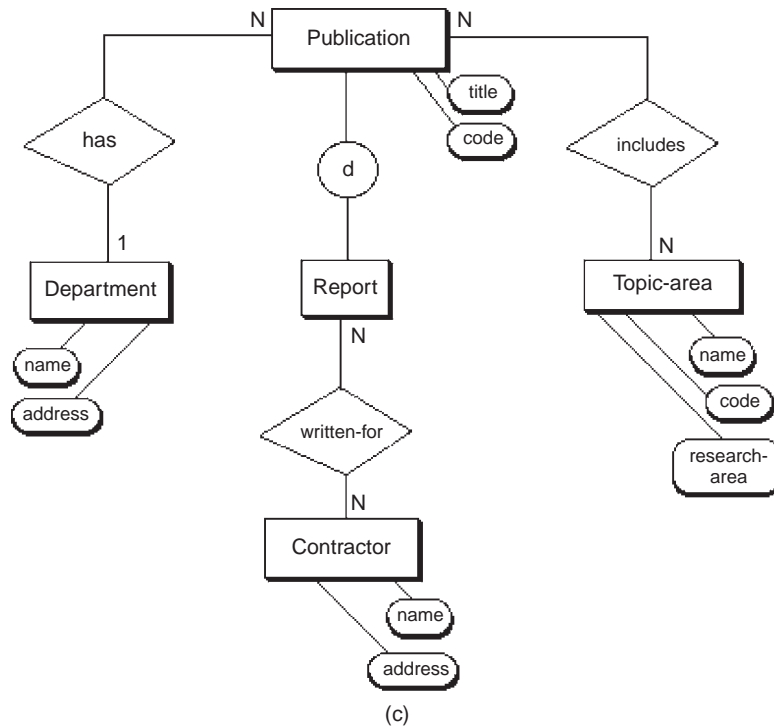 N
Publication
N
title
code
has
d
includes
1
N
Department
Report
Topic-area
N
name
name
address
code
written-for
research-
area
N
Contractor
name
address
(c)